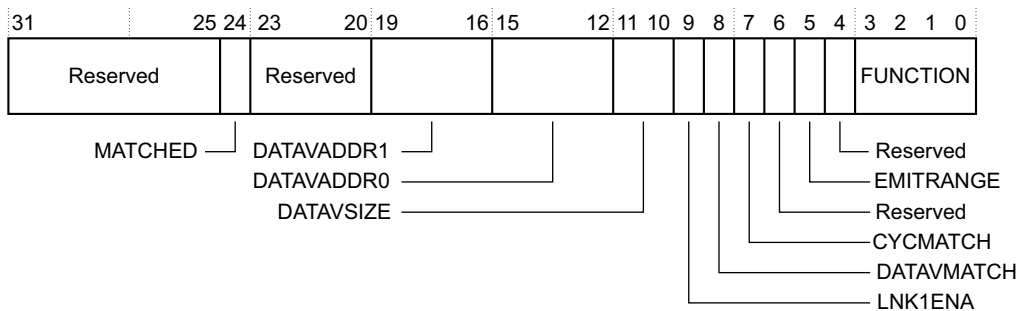 31 25 24 23 20 19 16 15 12 11 10 9 8 7 6 5 4 3 2 1 0
Reserved Reserved FUNCTION
MATCHED DATAVADDR1 Reserved
DATAVADDR0 EMITRANGE
DATAVSIZE Reserved
CYCMATCH
DATAVMATCH
LNK1ENA